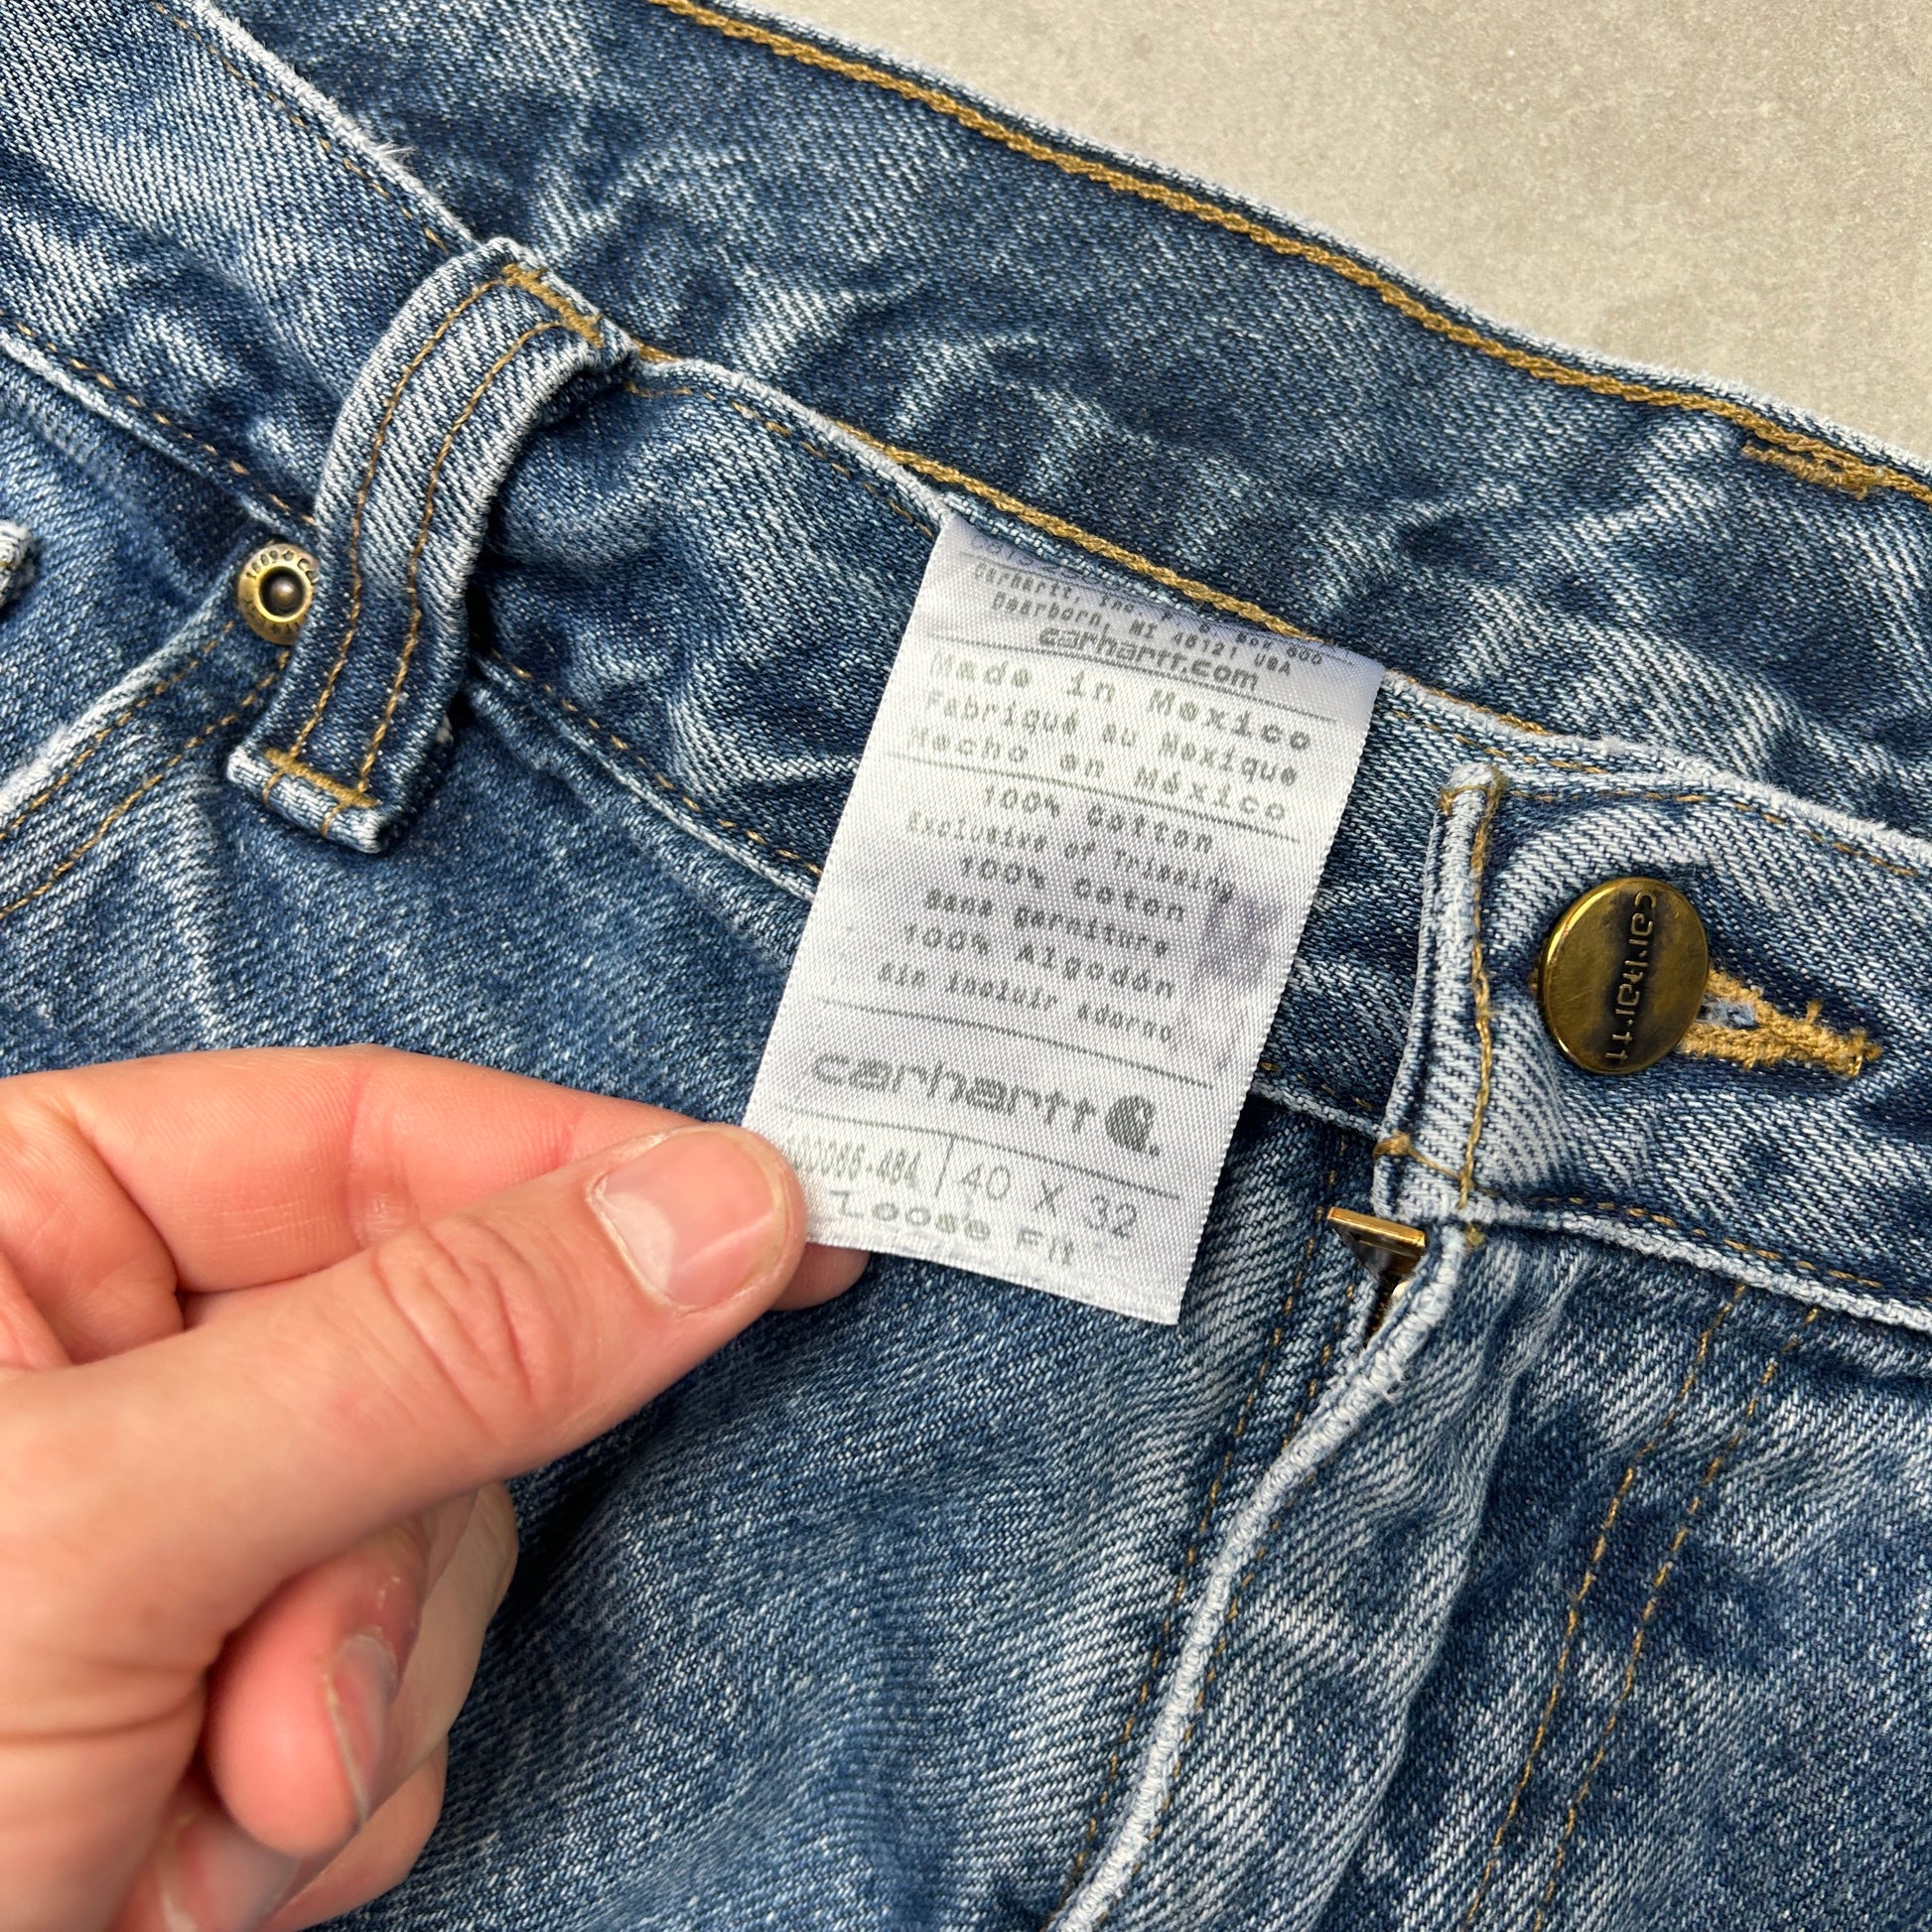 Carhartt, Inc. P.O. Box 600
Dearborn, MI 48121 USA
carhartt.com
Made in Mexico
Fabriqué au Mexique
Hecho en México
100% Cotton
Exclusive of Trimming
100% Coton
Sans garniture
100% Algodón
sin incluir adorno
carhartt
40 X 32
Loose Fit
carhartt
1889